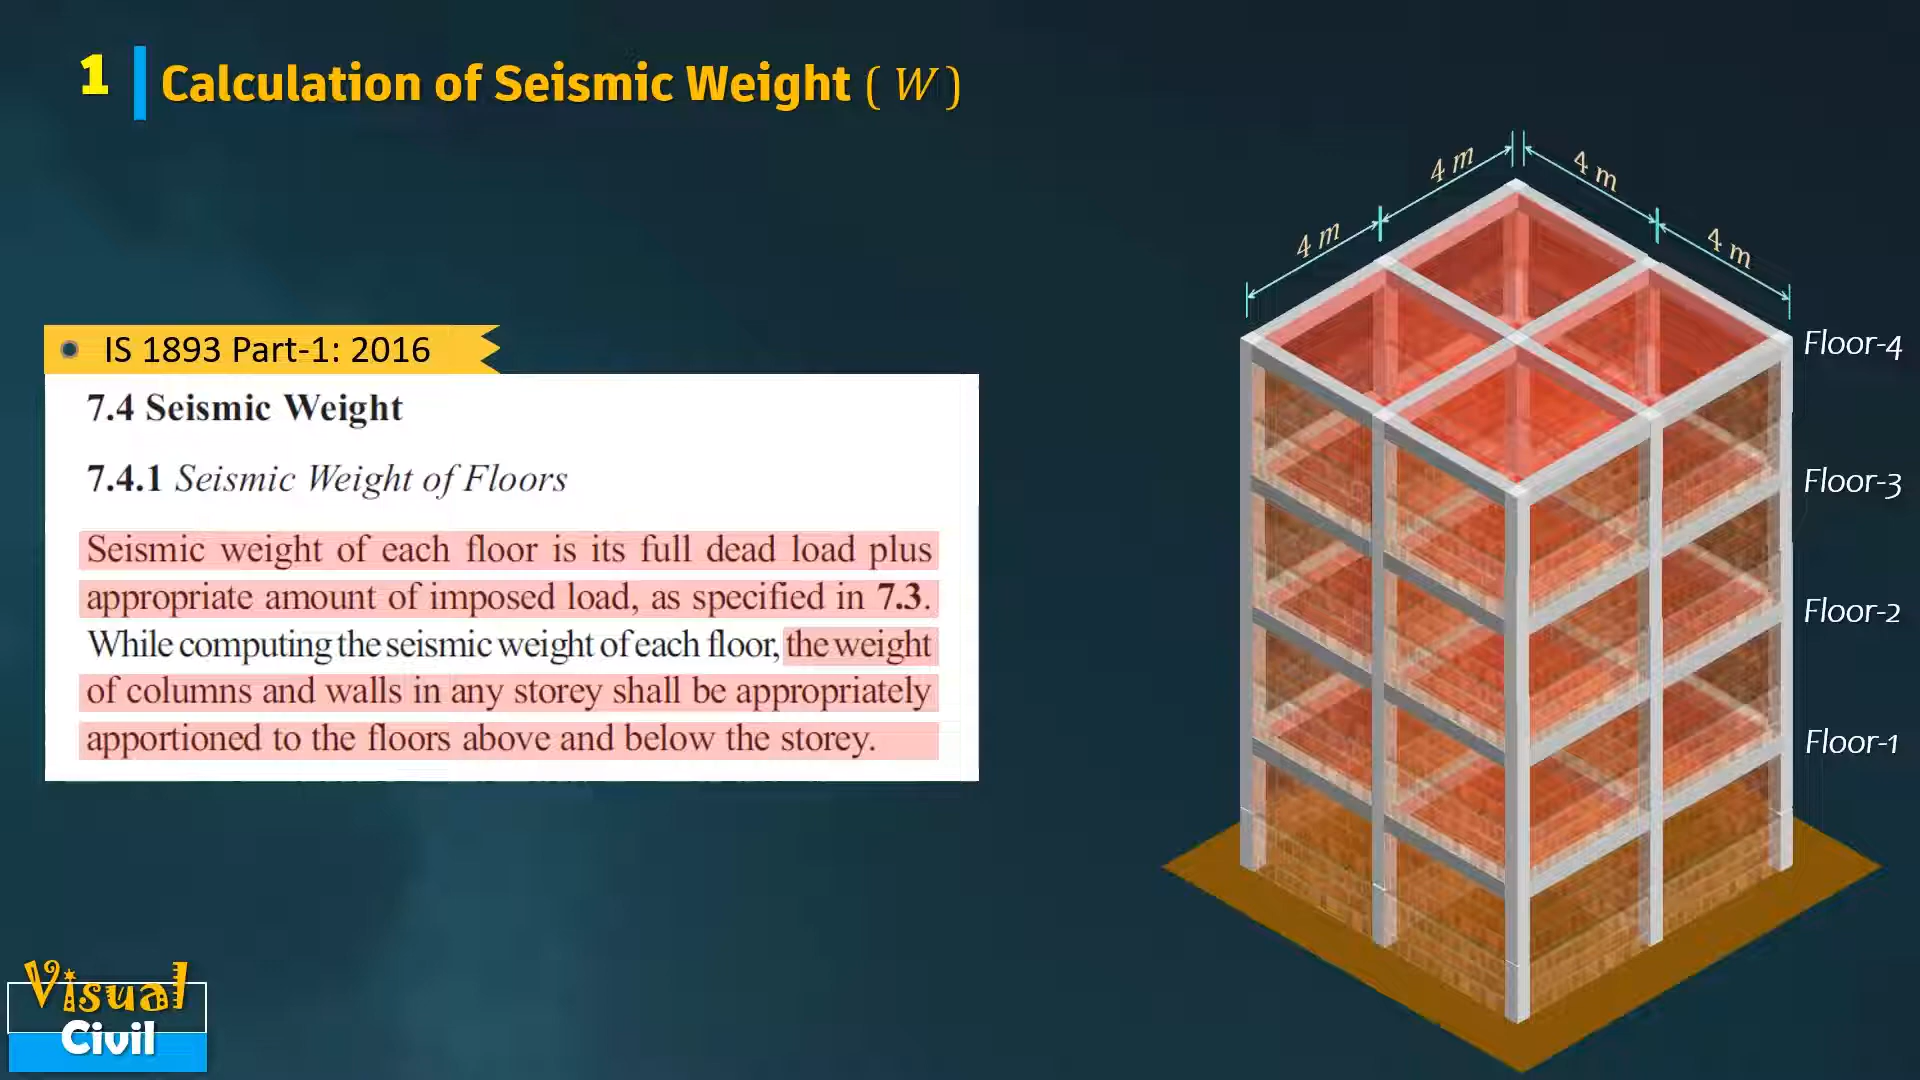 1 Calculation of Seismic Weight ( W )
4 m
4 m
4 m
4 m
Floor-4
IS 1893 Part-1: 2016
7.4 Seismic Weight
7.4.1 Seismic Weight of Floors
Seismic weight of each floor is its full dead load plus
appropriate amount of imposed load, as specified in 7.3.
While computing the seismic weight of each floor, the weight
of columns and walls in any storey shall be appropriately
apportioned to the floors above and below the storey.
Floor-3
Floor-2
Floor-1
Visual
Civil